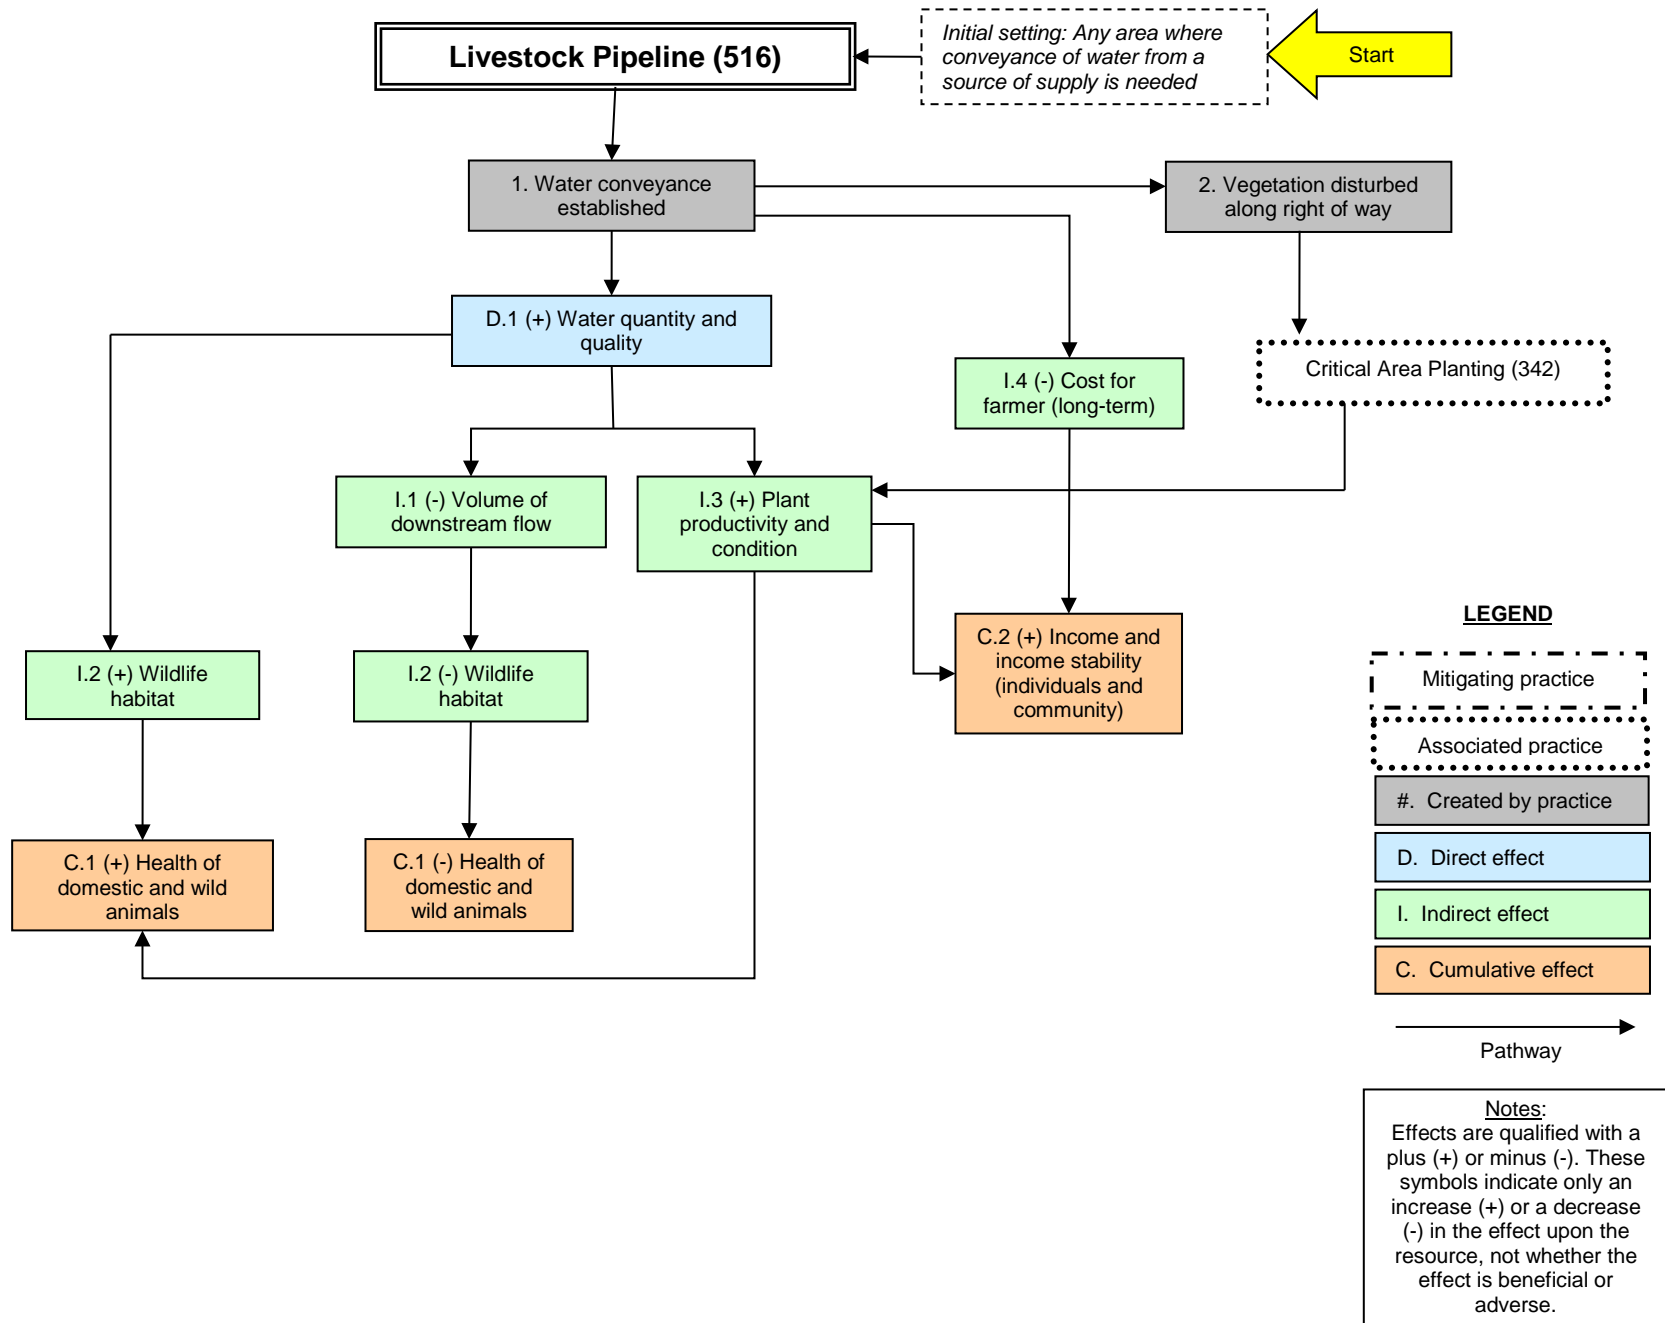 Livestock Pipeline (516)
Initial setting: Any area where
conveyance of water from a
source of supply is needed
Start
1. Water conveyance
established
2. Vegetation disturbed
along right of way
D.1 (+) Water quantity and
quality
I.4 (-) Cost for
farmer (long-term)
Critical Area Planting (342)
I.1 (-) Volume of
downstream flow
I.3 (+) Plant
productivity and
condition
I.2 (+) Wildlife
habitat
I.2 (-) Wildlife
habitat
C.2 (+) Income and
income stability
(individuals and
community)
C.1 (+) Health of
domestic and wild
animals
C.1 (-) Health of
domestic and
wild animals
LEGEND
Mitigating practice
Associated practice
#. Created by practice
D. Direct effect
I. Indirect effect
C. Cumulative effect
Pathway
Notes:
Effects are qualified with a
plus (+) or minus (-). These
symbols indicate only an
increase (+) or a decrease
(-) in the effect upon the
resource, not whether the
effect is beneficial or
adverse.